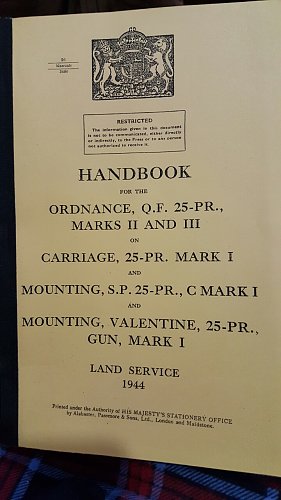 RESTRICTED
The information given in this document
is not to be communicated, either directly
or indirectly, to the Press or to any person
not authorized to receive it.
HANDBOOK
FOR THE
ORDNANCE, Q.F. 25-PR.,
MARKS II AND III
ON
CARRIAGE, 25-PR. MARK I
AND
MOUNTING, S.P. 25-PR., C MARK I
AND
MOUNTING, VALENTINE, 25-PR.,
GUN, MARK I
LAND SERVICE
1944
Printed under the Authority of HIS MAJESTY'S STATIONERY OFFICE
by Alabaster, Passmore & Sons, Ltd., London and Maidstone.